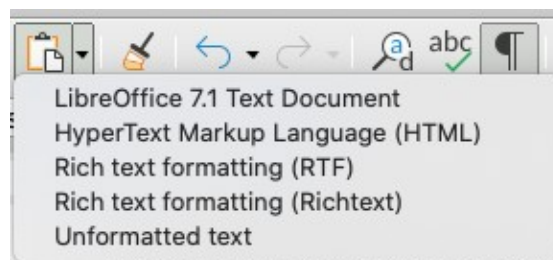 abc
LibreOffice 7.1 Text Document
HyperText Markup Language (HTML)
Rich text formatting (RTF)
Rich text formatting (Richtext)
Unformatted text